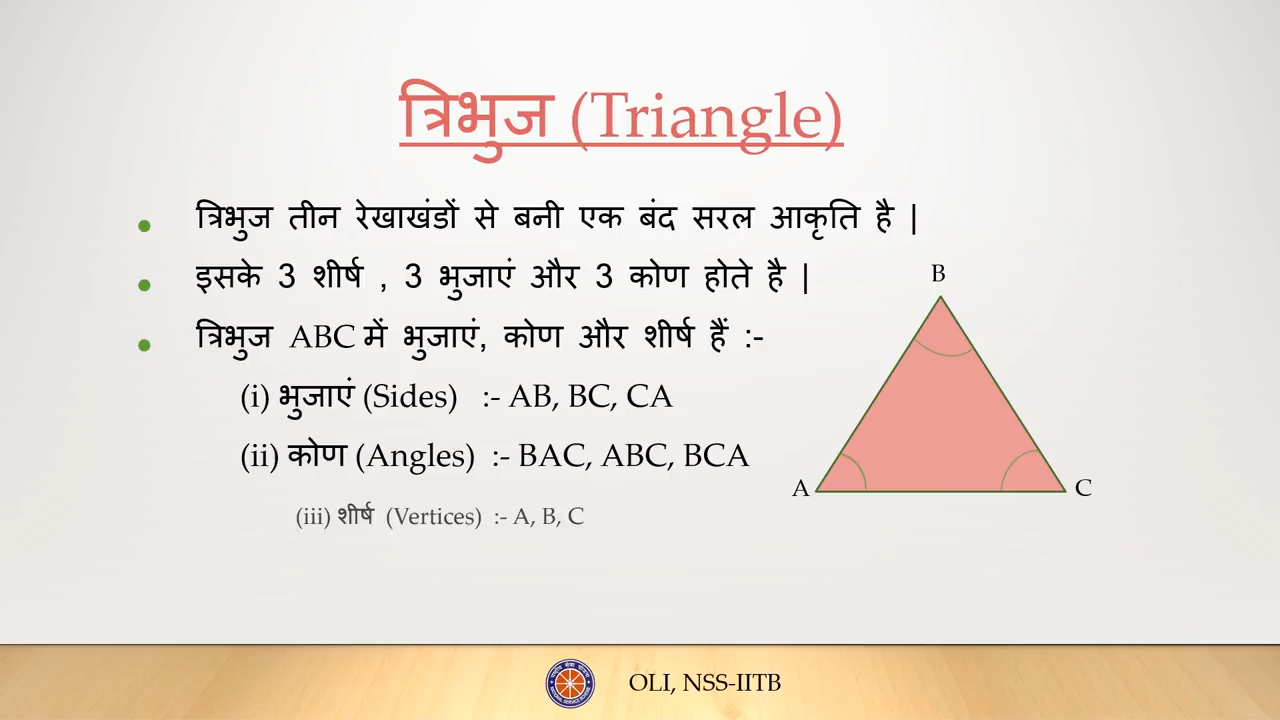 त्रिभुज (Triangle)
त्रिभुज तीन रेखाखंडों से बनी एक बंद सरल आकृति है |
इसके 3 शीर्ष , 3 भुजाएं और 3 कोण होते है |
त्रिभुज ABC में भुजाएं, कोण और शीर्ष हैं :-
(i) भुजाएं (Sides) :- AB, BC, CA
(ii) कोण (Angles) :- BAC, ABC, BCA
(iii) शीर्ष (Vertices) :- A, B, C
B
A
C
OLI, NSS-IITB